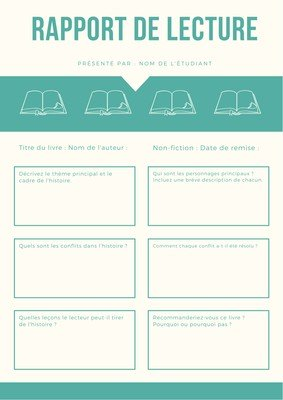 RAPPORT DE LECTURE
PRÉSENTÉ PAR : NOM DE L'ÉTUDIANT
Titre du livre : Nom de l'auteur :
Non-fiction : Date de remise :
Décrivez le thème principal et le
cadre de l'histoire.
Qui sont les personnages principaux ?
Incluez une brève description de chacun.
Quels sont les conflits dans l'histoire ?
Comment chaque conflit a-t-il été résolu ?
Quelles leçons le lecteur peut-il tirer
de l'histoire ?
Recommanderiez-vous ce livre ?
Pourquoi ou pourquoi pas ?